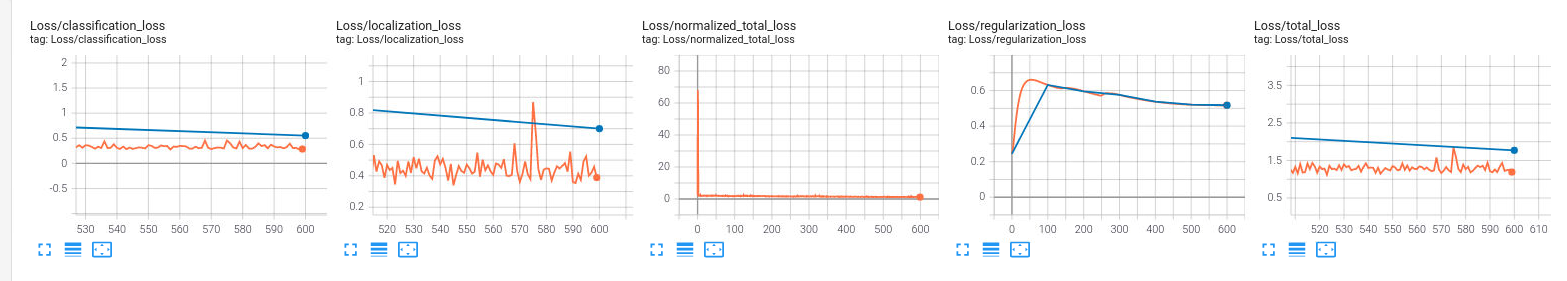 Loss/classification_loss
tag: Loss/classification_loss
2
1.5
1
0.5
0
-0.5
530 540 550 560 570 580 590 600
Loss/localization_loss
tag: Loss/localization_loss
1
0.8
0.6
0.4
0.2
520 530 540 550 560 570 580 590 600
Loss/normalized_total_loss
tag: Loss/normalized_total_loss
80
60
40
20
0
0 100 200 300 400 500 600
Loss/regularization_loss
tag: Loss/regularization_loss
0.6
0.4
0.2
0
0 100 200 300 400 500 600
Loss/total_loss
tag: Loss/total_loss
3.5
2.5
1.5
0.5
520 530 540 550 560 570 580 590 600 610